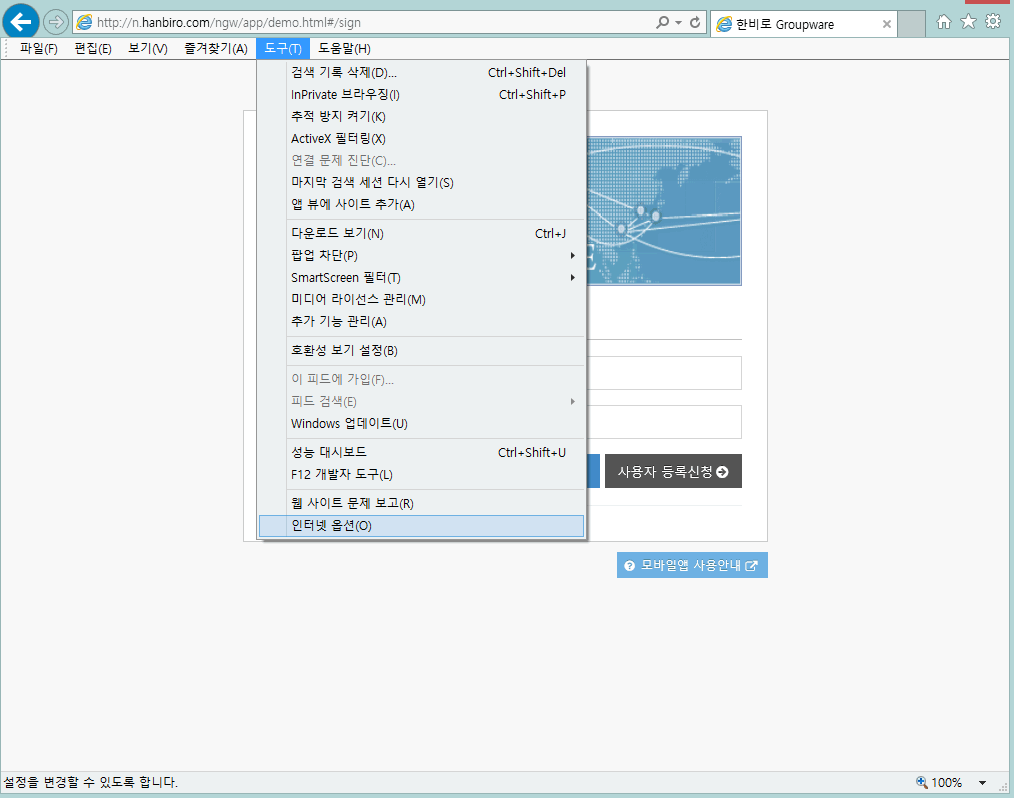 http://n.hanbiro.com/ngw/app/demo.html#/sign
한비로 Groupware
파일(F) 편집(E) 보기(V) 즐겨찾기(A) 도구(T) 도움말(H)
검색 기록 삭제(D)... Ctrl+Shift+Del
InPrivate 브라우징(I) Ctrl+Shift+P
추적 방지 켜기(K)
ActiveX 필터링(X)
연결 문제 진단(C)...
마지막 검색 세션 다시 열기(S)
앱 뷰에 사이트 추가(A)
다운로드 보기(N) Ctrl+J
팝업 차단(P)
SmartScreen 필터(T)
미디어 라이선스 관리(M)
추가 기능 관리(A)
호환성 보기 설정(B)
이 피드에 가입(F)...
피드 검색(E)
Windows 업데이트(U)
성능 대시보드 Ctrl+Shift+U
F12 개발자 도구(L)
웹 사이트 문제 보고(R)
인터넷 옵션(O)
E
사용자 등록신청
모바일앱 사용안내
설정을 변경할 수 있도록 합니다.
100%